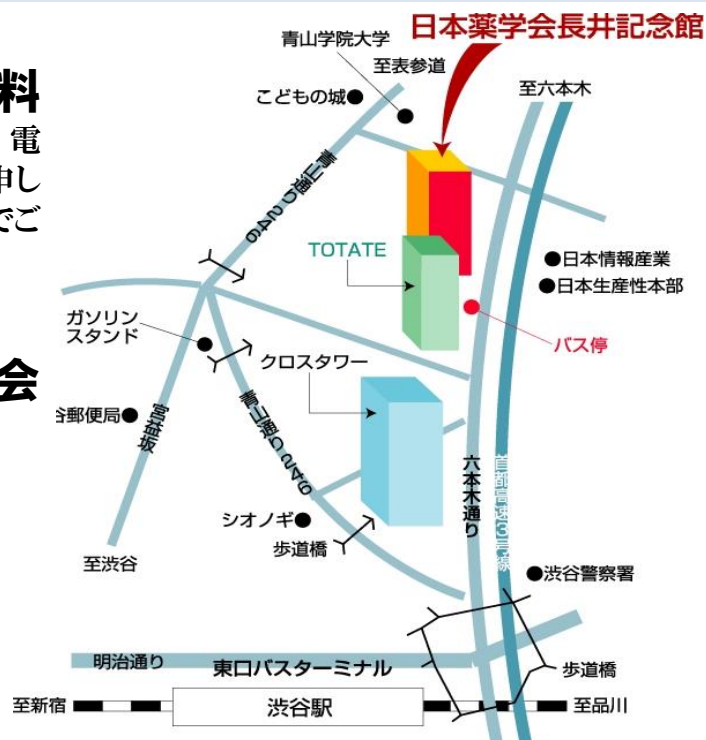 日本薬学会長井記念館
青山学院大学
至表参道
こどもの城
至六本木
料
電
申し
でご
青山通り246
TOTATE
日本情報産業
日本生産性本部
ガソリン
スタンド
バス停
クロスタワー
会
谷郵便局
宮益坂
青山通り246
六本木通り
首都高速3号線
シオノギ
歩道橋
至渋谷
渋谷警察署
明治通り
東口バスターミナル
歩道橋
至新宿
渋谷駅
至品川